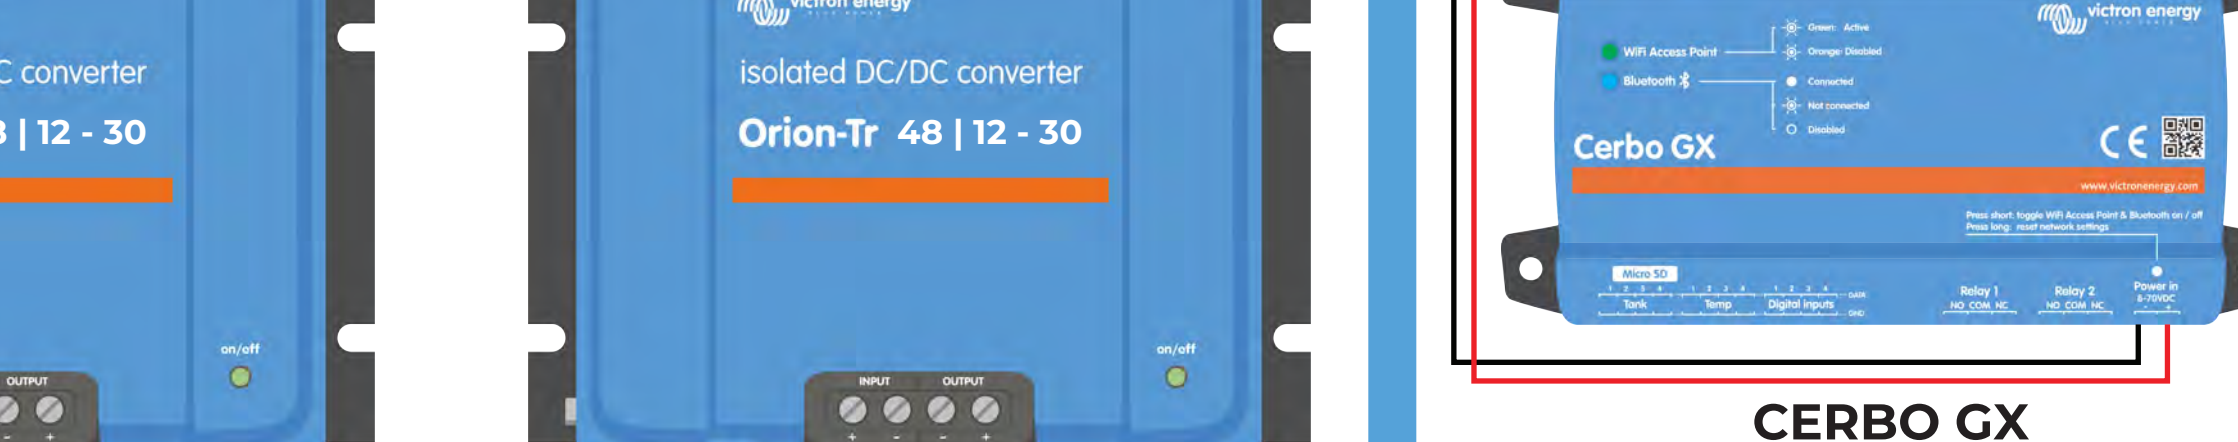 C converter
8 | 12 - 30
on/off
OUTPUT
- +
victron energy
isolated DC/DC converter
Orion-Tr 48 | 12 - 30
on/off
INPUT OUTPUT
+ - - +
victron energy
BLUE POWER
WiFi Access Point
Green: Active
Orange: Disabled
Bluetooth
Connected
Not connected
Disabled
Cerbo GX
CE
www.victronenergy.com
Press short: toggle WiFi Access Point & Bluetooth on / off
Press long: reset network settings
Micro SD
1 2 3 4 1 2 3 4 1 2 3 4 DATA
Tank Temp Digital inputs GND
Relay 1
NO COM NC
Relay 2
NO COM NC
Power in
8-70VDC
- +
CERBO GX